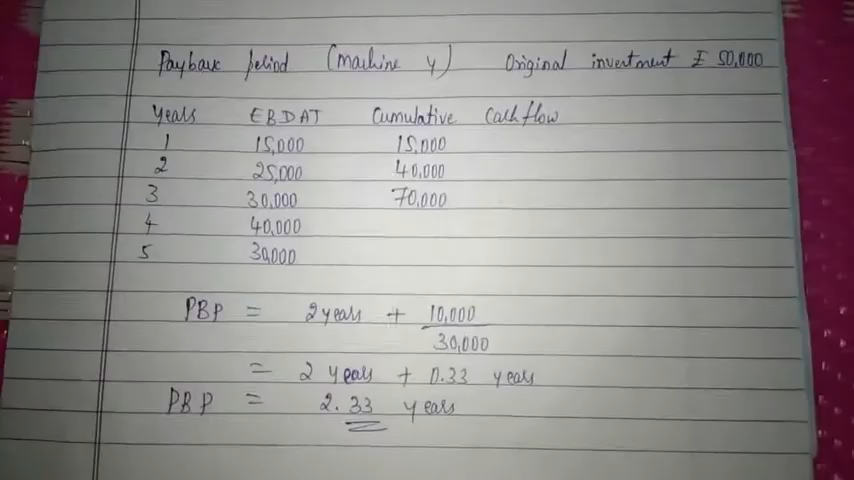 Payback period (machine y) Original investment ₹ 50,000
Years EBDAT Cumulative Cash flow
1 15,000 15,000
2 25,000 40,000
3 30,000 70,000
4 40,000
5 30,000
PBP = 2 years + 10,000
30,000
= 2 years + 0.33 years
PBP = 2.33 years